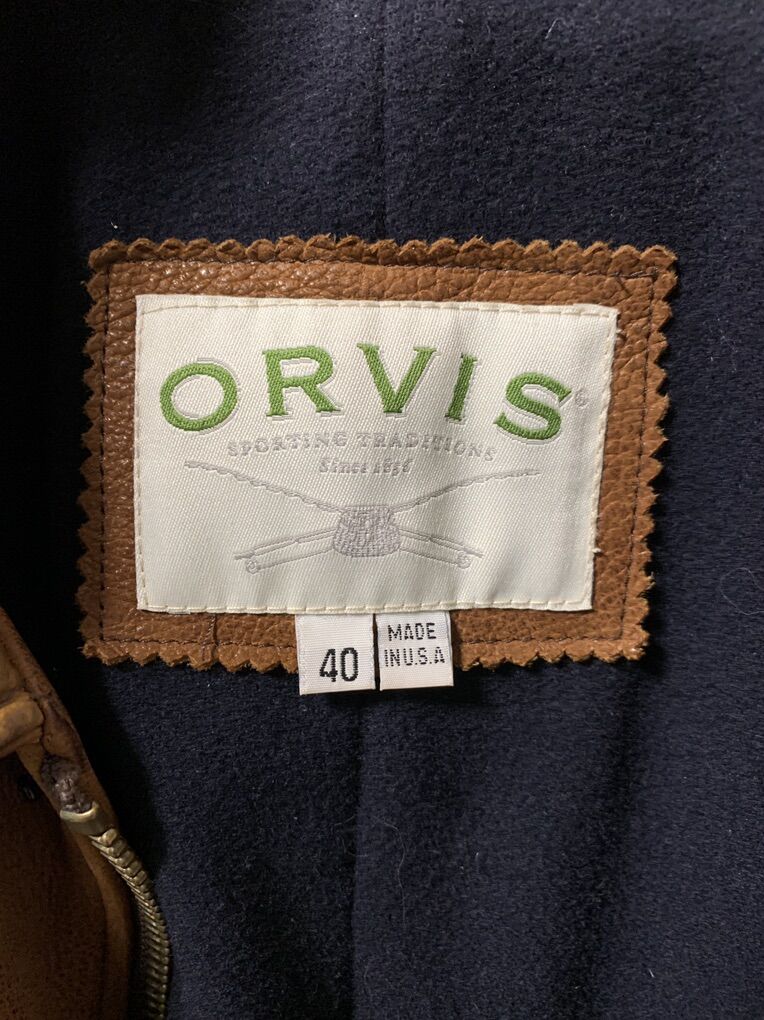 ORVIS
SPORTING TRADITIONS
Since 1856
40
MADE
IN U.S.A